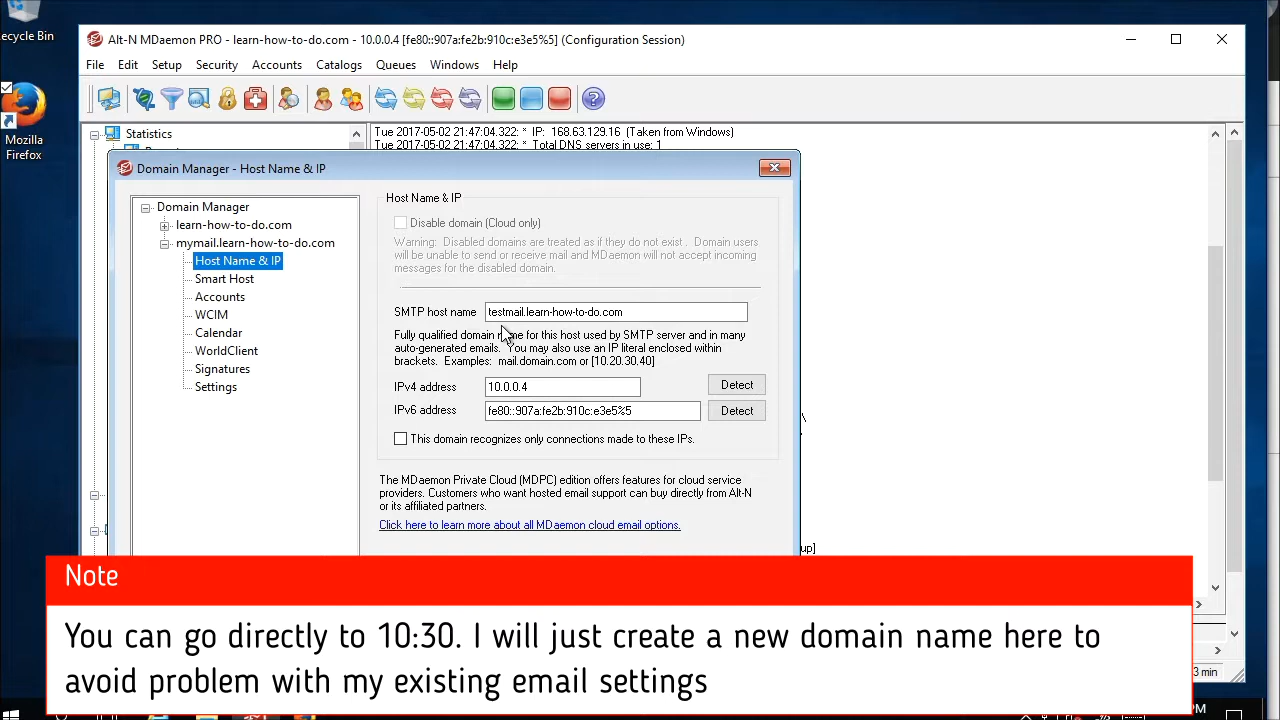 ecycle Bin
Mozilla
Firefox
Alt-N MDaemon PRO - learn-how-to-do.com - 10.0.0.4 [fe80::907a:fe2b:910c:e3e5%5] (Configuration Session)
File Edit Setup Security Accounts Catalogs Queues Windows Help
Statistics
Tue 2017-05-02 21:47:04.322: * IP: 168.63.129.16 (Taken from Windows)
Tue 2017-05-02 21:47:04.322: * Total DNS servers in use: 1
Domain Manager - Host Name & IP
Domain Manager
learn-how-to-do.com
mymail.learn-how-to-do.com
Host Name & IP
Smart Host
Accounts
WCIM
Calendar
WorldClient
Signatures
Settings
Host Name & IP
Disable domain (Cloud only)
Warning: Disabled domains are treated as if they do not exist . Domain users
will be unable to send or receive mail and MDaemon will not accept incoming
messages for the disabled domain.
SMTP host name testmail.learn-how-to-do.com
Fully qualified domain name for this host used by SMTP server and in many
auto-generated emails. You may also use an IP literal enclosed within
brackets. Examples: mail.domain.com or [10.20.30.40]
IPv4 address 10.0.0.4 Detect
IPv6 address fe80::907a:fe2b:910c:e3e5%5 Detect
This domain recognizes only connections made to these IPs.
The MDaemon Private Cloud (MDPC) edition offers features for cloud service
providers. Customers who want hosted email support can buy directly from Alt-N
or its affiliated partners.
Click here to learn more about all MDaemon cloud email options.
up]
Note
You can go directly to 10:30. I will just create a new domain name here to
avoid problem with my existing email settings
3 min
PM